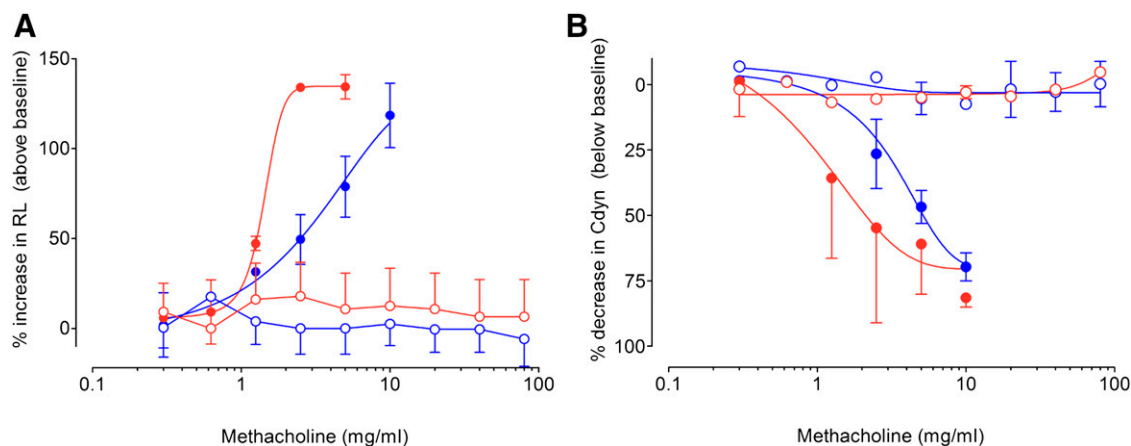 A
% increase in RL (above baseline)
150
100
50
0
0.1 1 10 100
Methacholine (mg/ml)
B
% decrease in Cdyn (below baseline)
0
25
50
75
100
0.1 1 10 100
Methacholine (mg/ml)